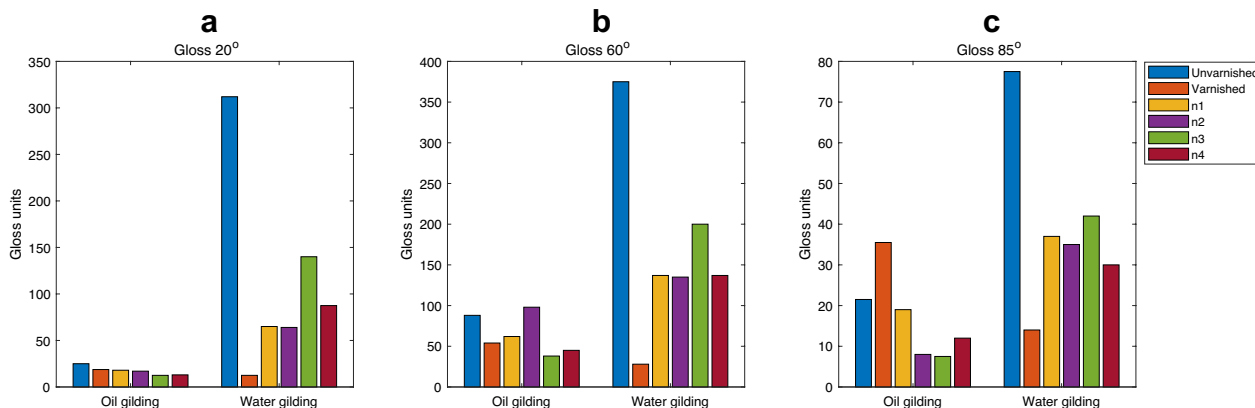 a
Gloss 20°
350
300
250
200
150
100
50
0
Gloss units
Oil gilding
Water gilding
b
Gloss 60°
400
350
300
250
200
150
100
50
0
Gloss units
Oil gilding
Water gilding
c
Gloss 85°
80
70
60
50
40
30
20
10
0
Gloss units
Oil gilding
Water gilding
Unvarnished
Varnished
n1
n2
n3
n4